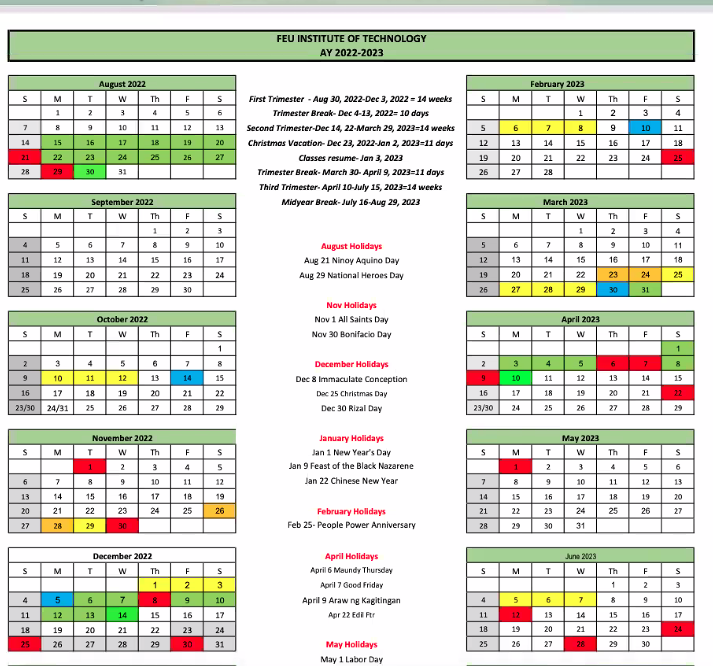 FEU INSTITUTE OF TECHNOLOGY
AY 2022-2023
August 2022
S M T W Th F S
1 2 3 4 5 6
7 8 9 10 11 12 13
14 15 16 17 18 19 20
21 22 23 24 25 26 27
28 29 30 31
September 2022
S M T W Th F S
1 2 3
4 5 6 7 8 9 10
11 12 13 14 15 16 17
18 19 20 21 22 23 24
25 26 27 28 29 30
October 2022
S M T W Th F S
1
2 3 4 5 6 7 8
9 10 11 12 13 14 15
16 17 18 19 20 21 22
23/30 24/31 25 26 27 28 29
November 2022
S M T W Th F S
1 2 3 4 5
6 7 8 9 10 11 12
13 14 15 16 17 18 19
20 21 22 23 24 25 26
27 28 29 30
December 2022
S M T W Th F S
1 2 3
4 5 6 7 8 9 10
11 12 13 14 15 16 17
18 19 20 21 22 23 24
25 26 27 28 29 30 31
First Trimester - Aug 30, 2022-Dec 3, 2022 = 14 weeks
Trimester Break- Dec 4-13, 2022= 10 days
Second Trimester-Dec 14, 22-March 29, 2023=14 weeks
Christmas Vacation- Dec 23, 2022-Jan 2, 2023=11 days
Classes resume- Jan 3, 2023
Trimester Break- March 30- April 9, 2023=11 days
Third Trimester- April 10-July 15, 2023=14 weeks
Midyear Break- July 16-Aug 29, 2023
August Holidays
Aug 21 Ninoy Aquino Day
Aug 29 National Heroes Day
Nov Holidays
Nov 1 All Saints Day
Nov 30 Bonifacio Day
December Holidays
Dec 8 Immaculate Conception
Dec 25 Christmas Day
Dec 30 Rizal Day
January Holidays
Jan 1 New Year's Day
Jan 9 Feast of the Black Nazarene
Jan 22 Chinese New Year
February Holidays
Feb 25- People Power Anniversary
April Holidays
April 6 Maundy Thursday
April 7 Good Friday
April 9 Araw ng Kagitingan
Apr 22 Edil Ftr
May Holidays
May 1 Labor Day
February 2023
S M T W Th F S
1 2 3 4
5 6 7 8 9 10 11
12 13 14 15 16 17 18
19 20 21 22 23 24 25
26 27 28
March 2023
S M T W Th F S
1 2 3 4
5 6 7 8 9 10 11
12 13 14 15 16 17 18
19 20 21 22 23 24 25
26 27 28 29 30 31
April 2023
S M T W Th F S
1
2 3 4 5 6 7 8
9 10 11 12 13 14 15
16 17 18 19 20 21 22
23/30 24 25 26 27 28 29
May 2023
S M T W Th F S
1 2 3 4 5 6
7 8 9 10 11 12 13
14 15 16 17 18 19 20
21 22 23 24 25 26 27
28 29 30 31
June 2023
S M T W Th F S
1 2 3
4 5 6 7 8 9 10
11 12 13 14 15 16 17
18 19 20 21 22 23 24
25 26 27 28 29 30